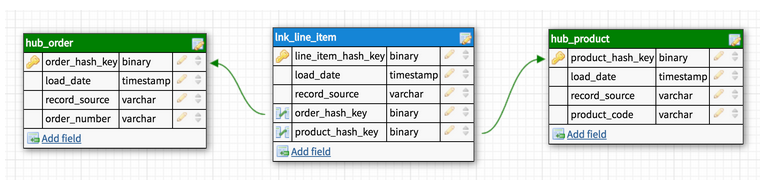 hub_order
order_hash_key binary
load_date timestamp
record_source varchar
order_number varchar
Add field
lnk_line_item
line_item_hash_key binary
load_date timestamp
record_source varchar
order_hash_key binary
product_hash_key binary
Add field
hub_product
product_hash_key binary
load_date timestamp
record_source varchar
product_code varchar
Add field